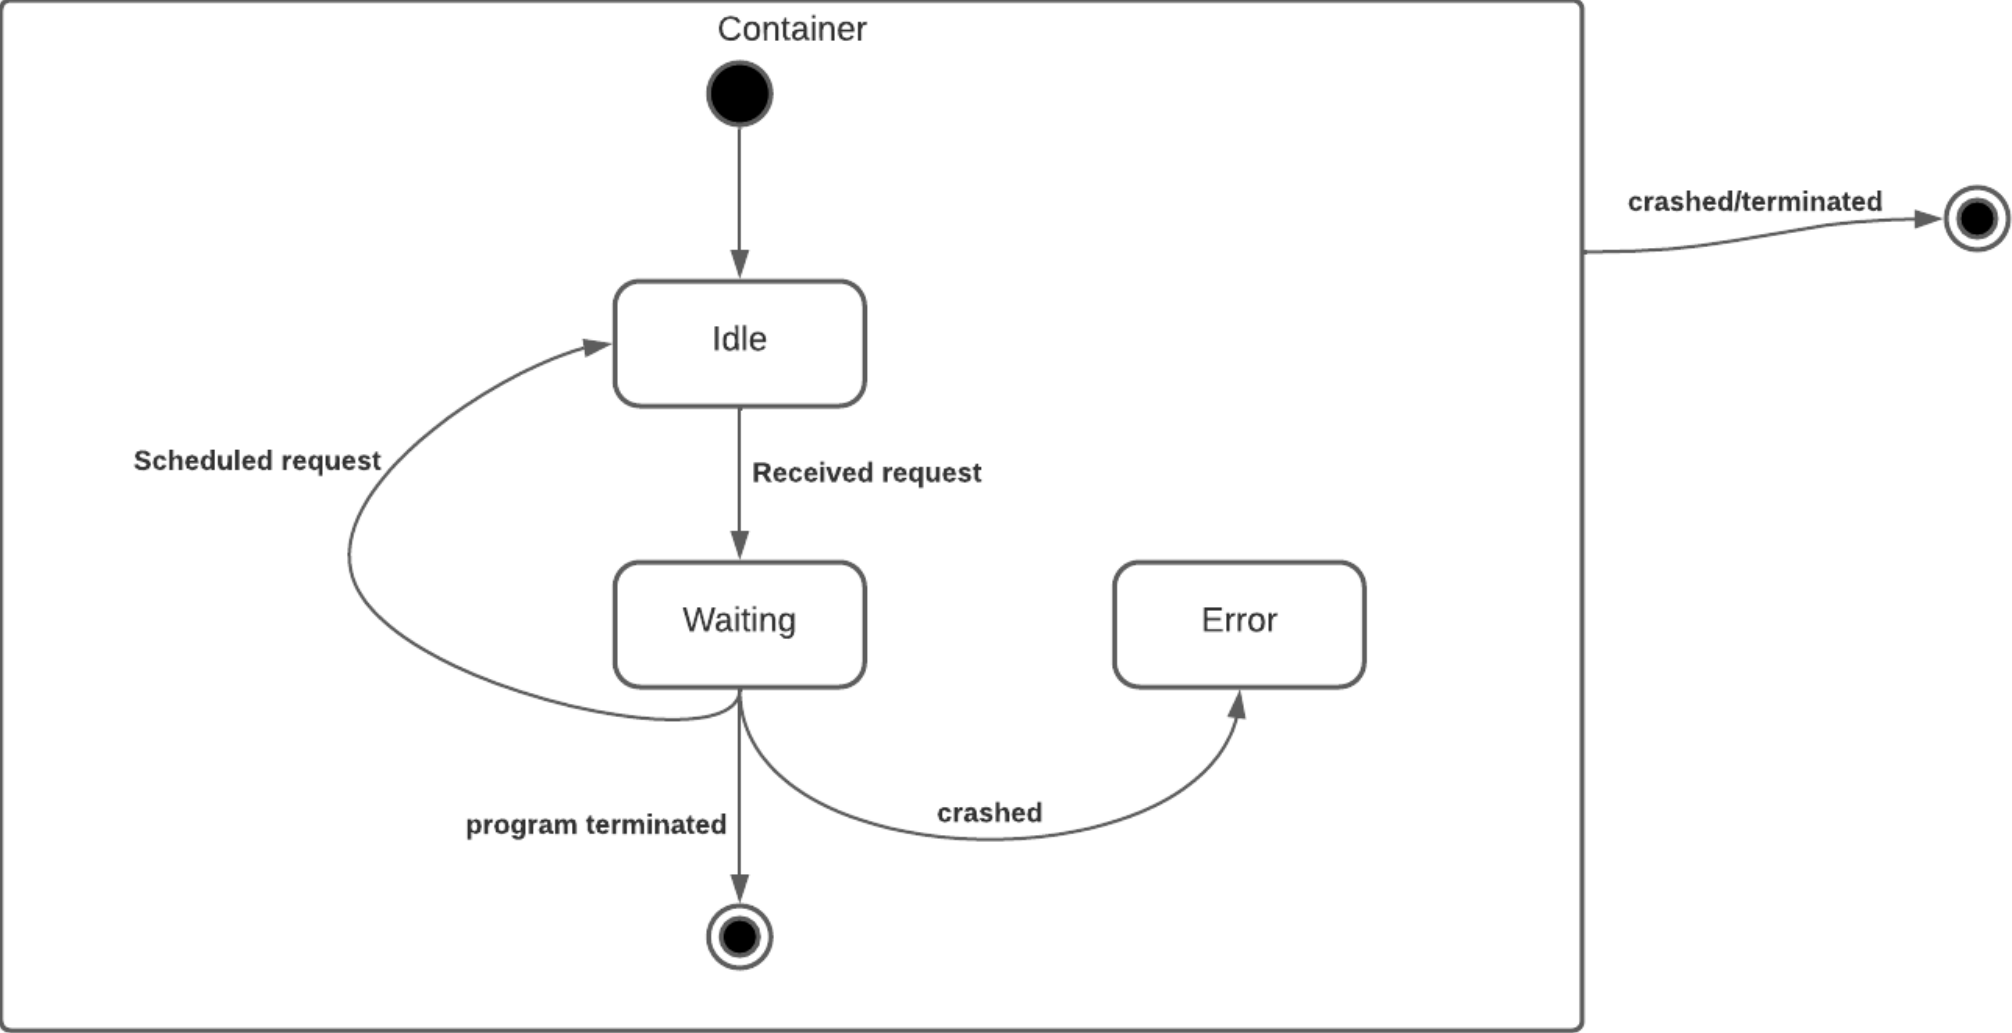 Container
crashed/terminated
Idle
Scheduled request
Received request
Waiting
Error
crashed
program terminated